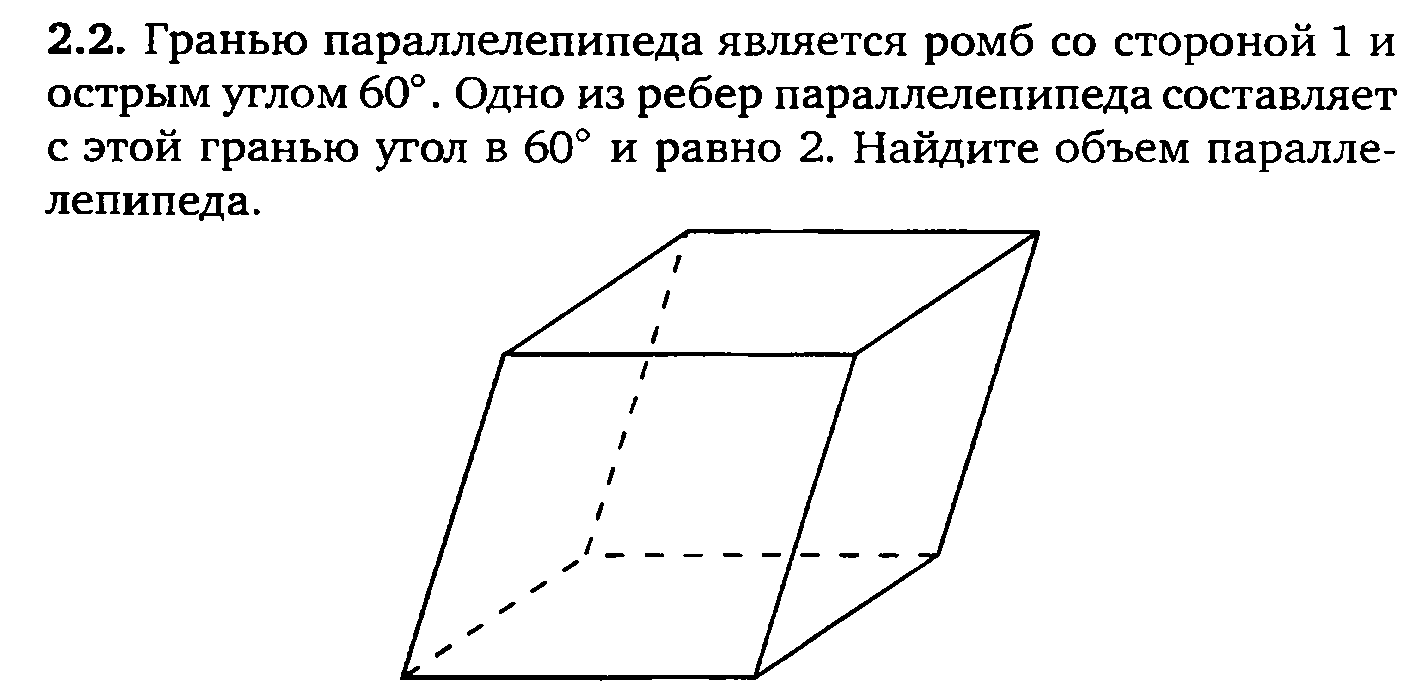 2.2. Гранью параллелепипеда является ромб со стороной 1 и
острым углом 60°. Одно из ребер параллелепипеда составляет
с этой гранью угол в 60° и равно 2. Найдите объем паралле-
лепипеда.